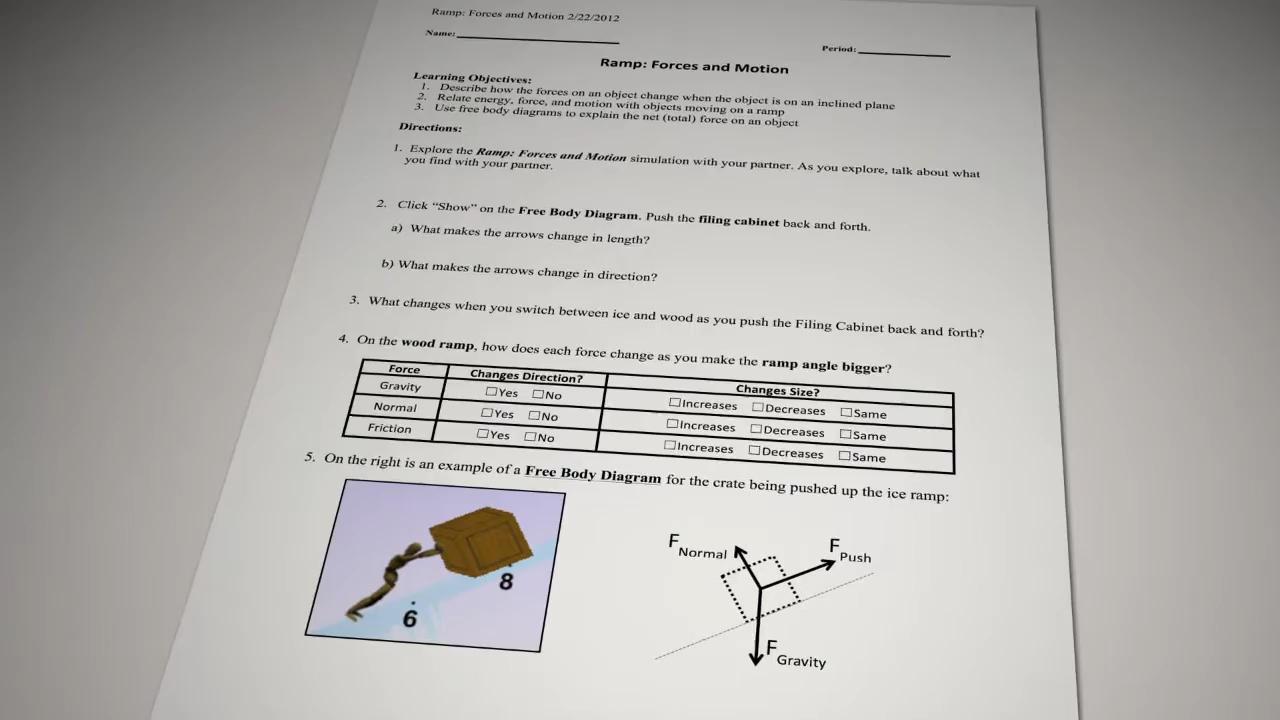 Ramp: Forces and Motion 2/22/2012
Name: Period:
Ramp: Forces and Motion
Learning Objectives:
1. Describe how the forces on an object change when the object is on an inclined plane
2. Relate energy, force, and motion with objects moving on a ramp
3. Use free body diagrams to explain the net (total) force on an object
Directions:
1. Explore the Ramp: Forces and Motion simulation with your partner. As you explore, talk about what
you find with your partner.
2. Click “Show” on the Free Body Diagram. Push the filing cabinet back and forth.
a) What makes the arrows change in length?
b) What makes the arrows change in direction?
3. What changes when you switch between ice and wood as you push the Filing Cabinet back and forth?
4. On the wood ramp, how does each force change as you make the ramp angle bigger?
Force Changes Direction? Changes Size?
Gravity ☐Yes ☐No ☐Increases ☐Decreases ☐Same
Normal ☐Yes ☐No ☐Increases ☐Decreases ☐Same
Friction ☐Yes ☐No ☐Increases ☐Decreases ☐Same
5. On the right is an example of a Free Body Diagram for the crate being pushed up the ice ramp:
8
6
F Normal
F Push
F Gravity